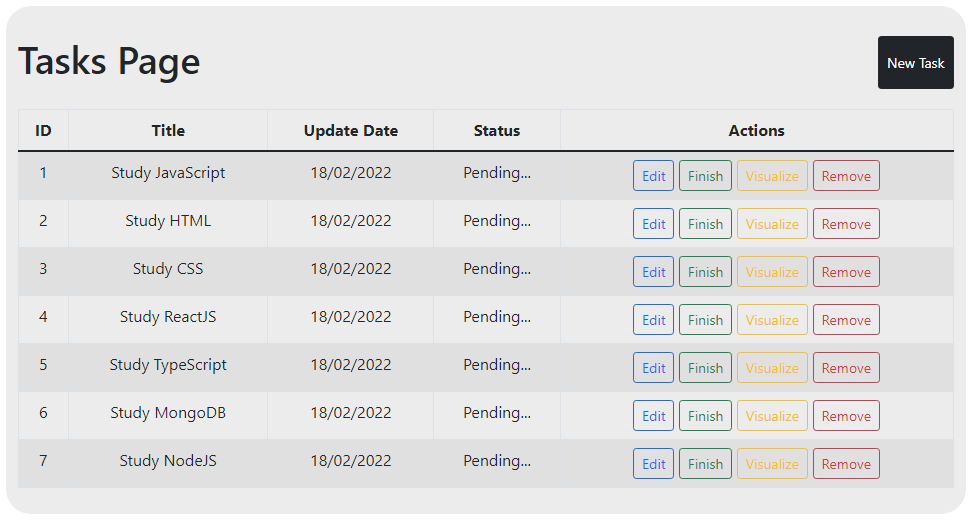 Tasks Page
New Task
ID Title Update Date Status Actions
1 Study JavaScript 18/02/2022 Pending... Edit Finish Visualize Remove
2 Study HTML 18/02/2022 Pending... Edit Finish Visualize Remove
3 Study CSS 18/02/2022 Pending... Edit Finish Visualize Remove
4 Study ReactJS 18/02/2022 Pending... Edit Finish Visualize Remove
5 Study TypeScript 18/02/2022 Pending... Edit Finish Visualize Remove
6 Study MongoDB 18/02/2022 Pending... Edit Finish Visualize Remove
7 Study NodeJS 18/02/2022 Pending... Edit Finish Visualize Remove